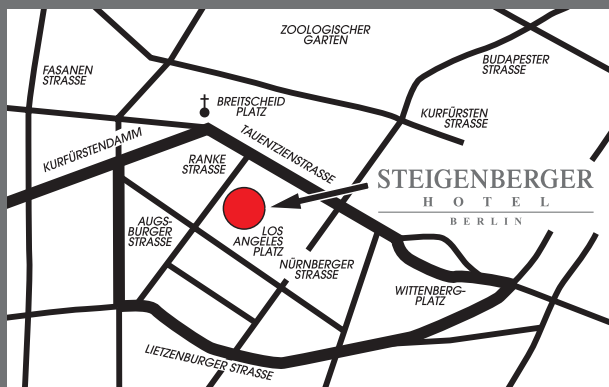 ZOOLOGISCHER
GARTEN
BUDAPESTER
STRASSE
FASANEN
STRASSE
BREITSCHEID
PLATZ
KURFÜRSTEN
STRASSE
KURFÜRSTENDAMM
TAUENTZIENSTRASSE
RANKE
STRASSE
STEIGENBERGER
HOTEL
BERLIN
AUGS-
BURGER
STRASSE
LOS
ANGELES
PLATZ
NÜRNBERGER
STRASSE
WITTENBERG-
PLATZ
LIETZENBURGER STRASSE